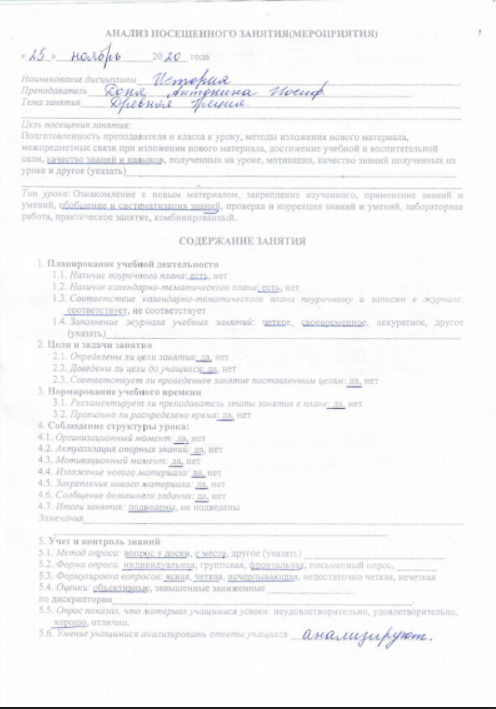 АНАЛИЗ ПОСЕЩЕННОГО ЗАНЯТИЯ(МЕРОПРИЯТИЯ)
« 25 » ноябрь 2020 года
Наименование дисциплины История
Преподаватель Антонина Иосиф.
Тема занятия Древняя Греция.
Цель посещения занятия:
Подготовленность преподавателя и класса к уроку, методы изложения нового материала,
межпредметные связи при изложении нового материала, достижение учебной и воспитательной
цели, качество знаний и навыков, полученных на уроке, мотивация, качество знаний полученных на
уроке и другое (указать)
Тип урока: Ознакомление с новым материалом, закрепление изученного, применение знаний и
умений, обобщение и систематизация знаний, проверка и коррекция знаний и умений, лабораторная
работа, практическое занятие, комбинированный.
СОДЕРЖАНИЕ ЗАНЯТИЯ
1. Планирование учебной деятельности
1.1. Наличие поурочного плана: есть, нет
1.2. Наличие календарно-тематического плана: есть, нет
1.3. Соответствие календарно-тематического плана поурочному и записям в журнале:
соответствует, не соответствует
1.4. Заполнение журнала учебных занятий: четкое, своевременное, аккуратное, другое
(указать)
2. Цели и задачи занятия
2.1. Определены ли цели занятия: да, нет
2.2. Доведены ли цели до учащихся: да, нет
2.3. Соответствует ли проведенное занятие поставленным целям: да, нет
3. Нормирование учебного времени
3.1. Регламентирует ли преподаватель этапы занятия в плане: да, нет
3.2. Правильно ли распределено время: да, нет
4. Соблюдение структуры урока:
4.1. Организационный момент: да, нет
4.2. Актуализация опорных знаний: да, нет
4.3. Мотивационный момент: да, нет
4.4. Изложение нового материала: да, нет
4.5. Закрепление нового материала: да, нет
4.6. Сообщение домашнего задания: да, нет
4.7. Итоги занятия: подведены, не подведены
Замечания
5. Учет и контроль знаний
5.1. Метод опроса: вопрос у доски, с места, другое (указать)
5.2. Форма опроса: индивидуальная, групповая, фронтальная, письменный опрос,
5.3. Формулировка вопросов: ясная, четкая, исчерпывающая, недостаточно четкая, нечеткая
5.4. Оценки: объективные, завышенные заниженные
по дискрипторам
5.5. Опрос показал, что материал учащимися усвоен: неудовлетворительно, удовлетворительно,
хорошо, отлично.
5.6. Умение учащимися анализировать ответы учащихся анализируют.